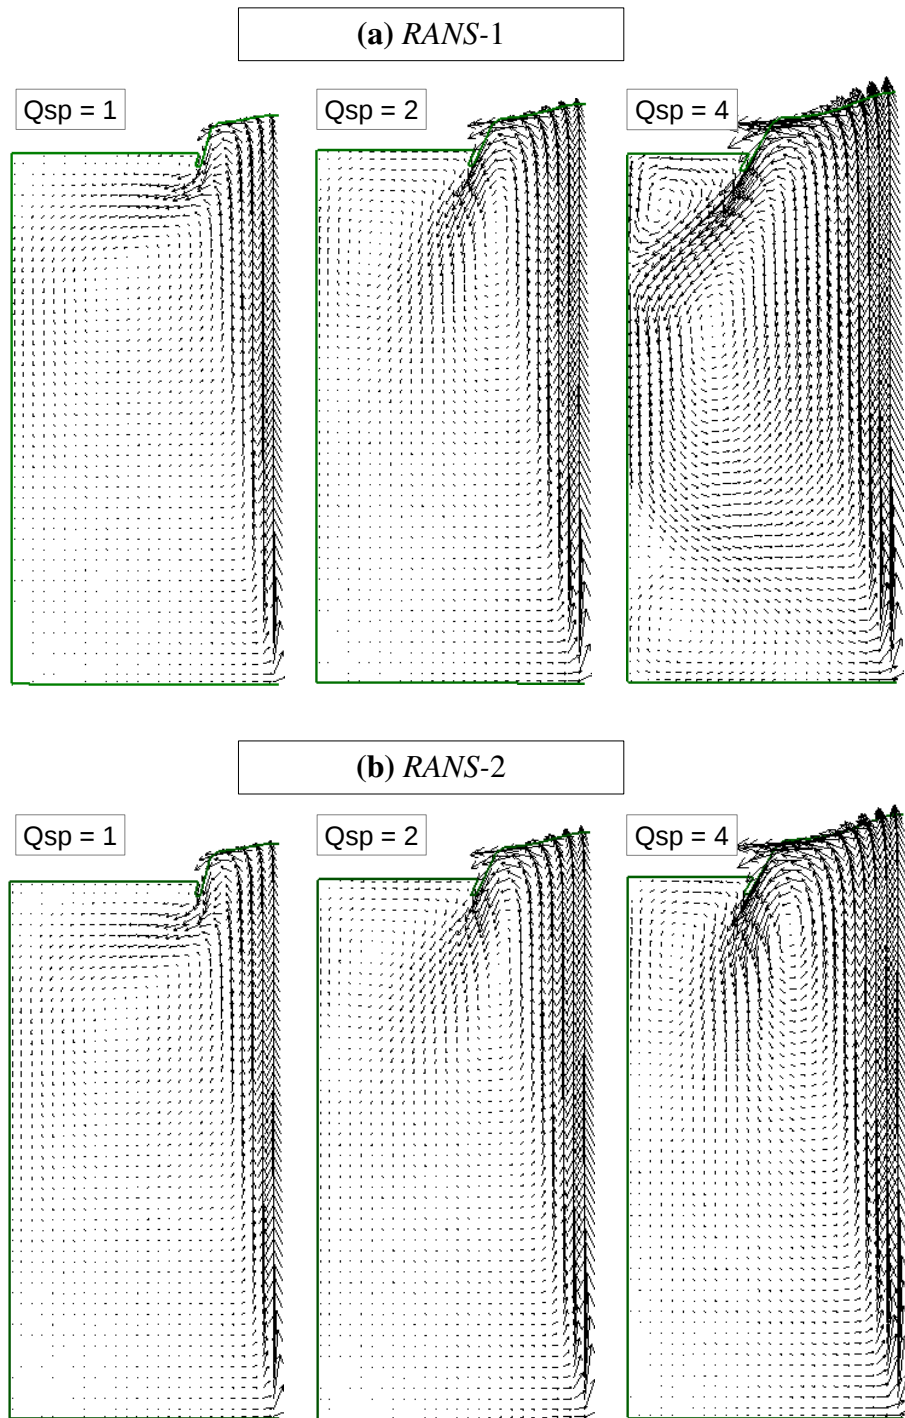 (a) RANS-1
Qsp = 1
Qsp = 2
Qsp = 4
(b) RANS-2
Qsp = 1
Qsp = 2
Qsp = 4